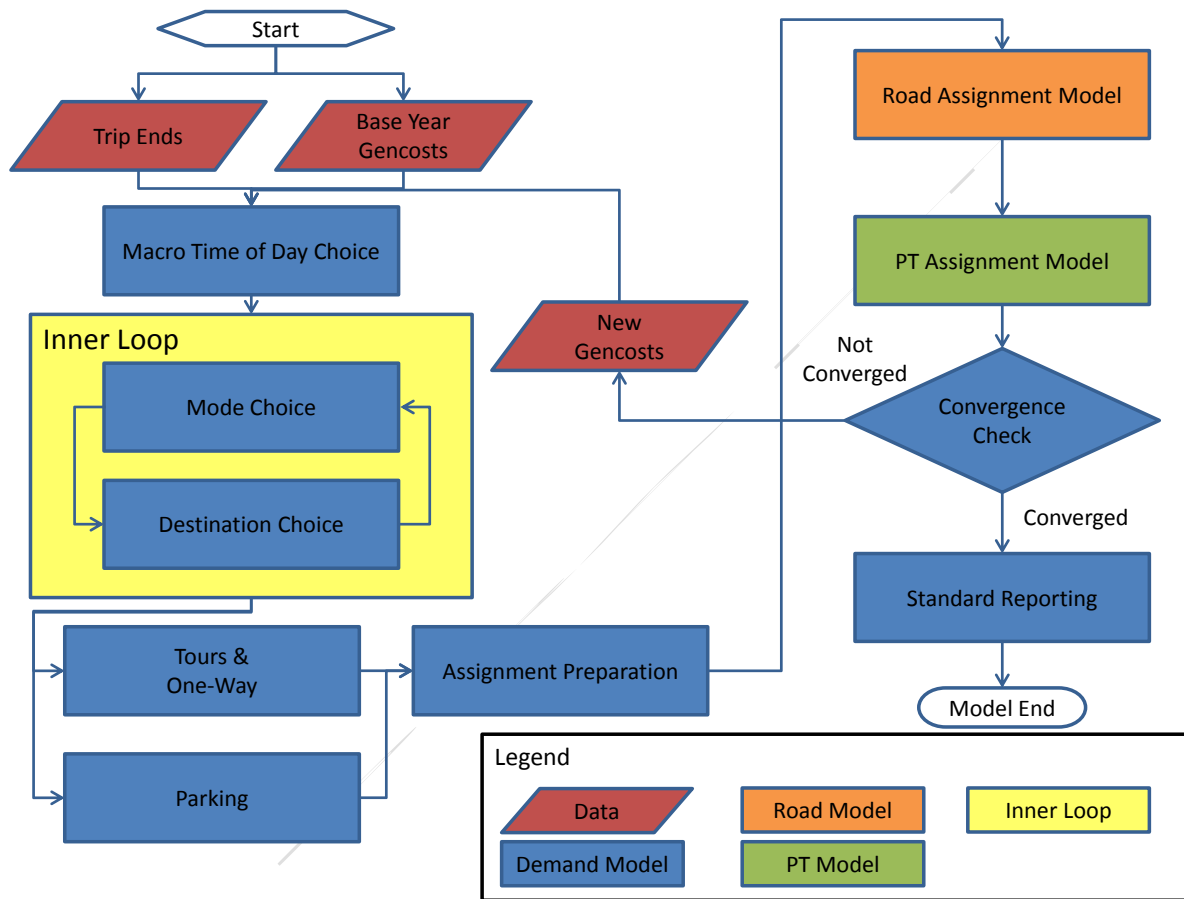 Start
Trip Ends
Base Year
Gencosts
Macro Time of Day Choice
Inner Loop
Mode Choice
Destination Choice
Tours &
One-Way
Parking
Assignment Preparation
New
Gencosts
Road Assignment Model
PT Assignment Model
Not
Converged
Convergence
Check
Converged
Standard Reporting
Model End
Legend
Data
Road Model
Inner Loop
Demand Model
PT Model